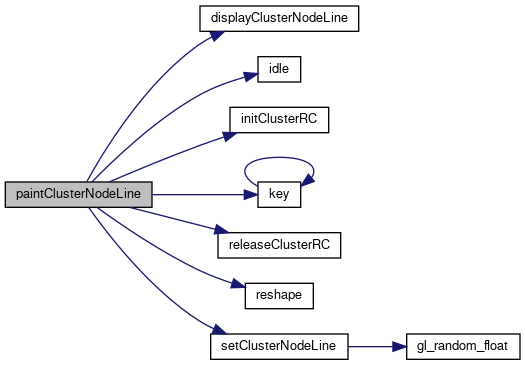 displayClusterNodeLine
idle
initClusterRC
paintClusterNodeLine
key
releaseClusterRC
reshape
setClusterNodeLine
gl_random_float